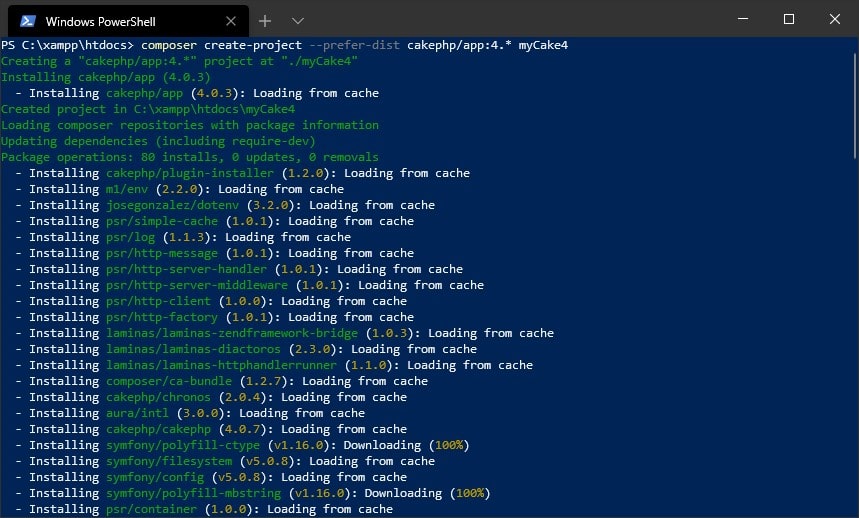 Windows PowerShell
PS C:\xampp\htdocs> composer create-project --prefer-dist cakephp/app:4.* myCake4
Creating a "cakephp/app:4.*" project at "./myCake4"
Installing cakephp/app (4.0.3)
  - Installing cakephp/app (4.0.3): Loading from cache
Created project in C:\xampp\htdocs\myCake4
Loading composer repositories with package information
Updating dependencies (including require-dev)
Package operations: 80 installs, 0 updates, 0 removals
  - Installing cakephp/plugin-installer (1.2.0): Loading from cache
  - Installing m1/env (2.2.0): Loading from cache
  - Installing josegonzalez/dotenv (3.2.0): Loading from cache
  - Installing psr/simple-cache (1.0.1): Loading from cache
  - Installing psr/log (1.1.3): Loading from cache
  - Installing psr/http-message (1.0.1): Loading from cache
  - Installing psr/http-server-handler (1.0.1): Loading from cache
  - Installing psr/http-server-middleware (1.0.1): Loading from cache
  - Installing psr/http-client (1.0.0): Loading from cache
  - Installing psr/http-factory (1.0.1): Loading from cache
  - Installing laminas/laminas-zendframework-bridge (1.0.3): Loading from cache
  - Installing laminas/laminas-diactoros (2.3.0): Loading from cache
  - Installing laminas/laminas-httphandlerrunner (1.1.0): Loading from cache
  - Installing composer/ca-bundle (1.2.7): Loading from cache
  - Installing cakephp/chronos (2.0.4): Loading from cache
  - Installing aura/intl (3.0.0): Loading from cache
  - Installing cakephp/cakephp (4.0.7): Loading from cache
  - Installing symfony/polyfill-ctype (v1.16.0): Downloading (100%)
  - Installing symfony/filesystem (v5.0.8): Loading from cache
  - Installing symfony/config (v5.0.8): Loading from cache
  - Installing symfony/polyfill-mbstring (v1.16.0): Downloading (100%)
  - Installing psr/container (1.0.0): Loading from cache